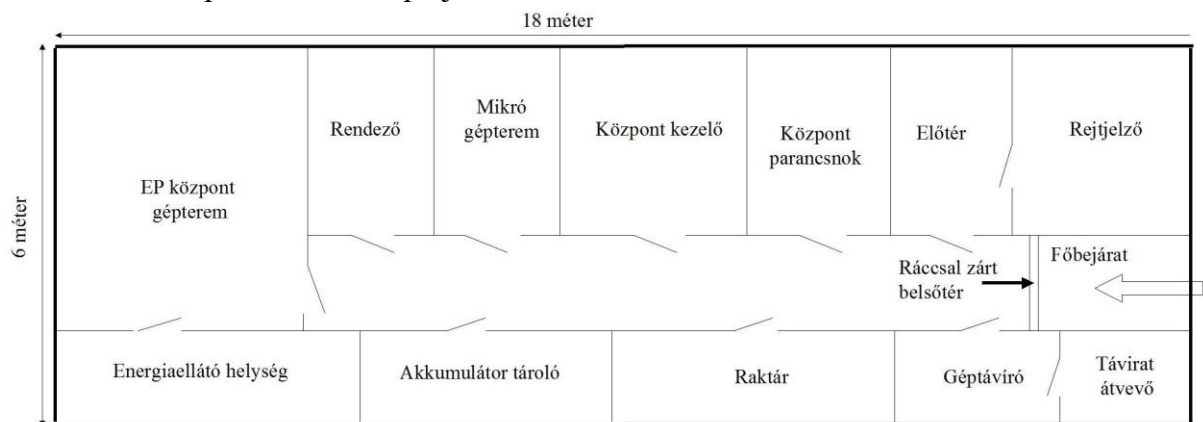 18 méter
6 méter
Rendező
Mikró
gépterem
Központ kezelő
Központ
parancsnok
Előtér
Rejtjelző
EP központ
gépterem
Ráccsal zárt
belsőtér
Főbejárat
Energiaellátó helység
Akkumulátor tároló
Raktár
Géptávíró
Távirat
átvevő